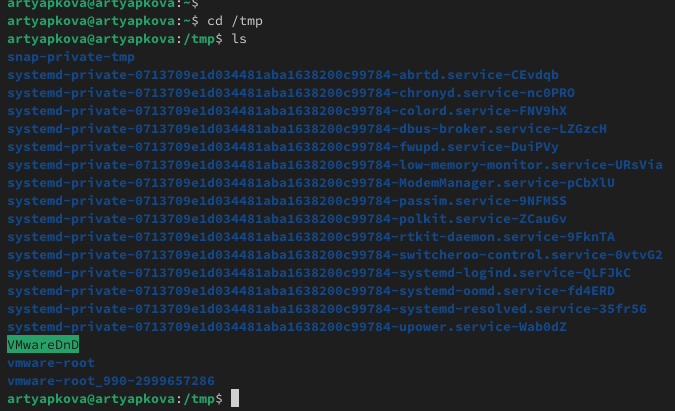 artyapkova@artyapkova:~$
artyapkova@artyapkova:~$ cd /tmp
artyapkova@artyapkova:/tmp$ ls
snap-private-tmp
systemd-private-0713709e1d034481aba1638200c99784-abrtd.service-CEvdqb
systemd-private-0713709e1d034481aba1638200c99784-chronyd.service-nc0PRO
systemd-private-0713709e1d034481aba1638200c99784-colord.service-FNV9hX
systemd-private-0713709e1d034481aba1638200c99784-dbus-broker.service-LZGzcH
systemd-private-0713709e1d034481aba1638200c99784-fwupd.service-DuiPVy
systemd-private-0713709e1d034481aba1638200c99784-low-memory-monitor.service-URsVia
systemd-private-0713709e1d034481aba1638200c99784-ModemManager.service-pCbXlU
systemd-private-0713709e1d034481aba1638200c99784-passim.service-9NFMSS
systemd-private-0713709e1d034481aba1638200c99784-polkit.service-ZCau6v
systemd-private-0713709e1d034481aba1638200c99784-rtkit-daemon.service-9FknTA
systemd-private-0713709e1d034481aba1638200c99784-switcheroo-control.service-0vtvG2
systemd-private-0713709e1d034481aba1638200c99784-systemd-logind.service-QLFJkC
systemd-private-0713709e1d034481aba1638200c99784-systemd-oomd.service-fd4ERD
systemd-private-0713709e1d034481aba1638200c99784-systemd-resolved.service-35fr56
systemd-private-0713709e1d034481aba1638200c99784-upower.service-Wab0dZ
VMwareDnD
vmware-root
vmware-root_990-2999657286
artyapkova@artyapkova:/tmp$